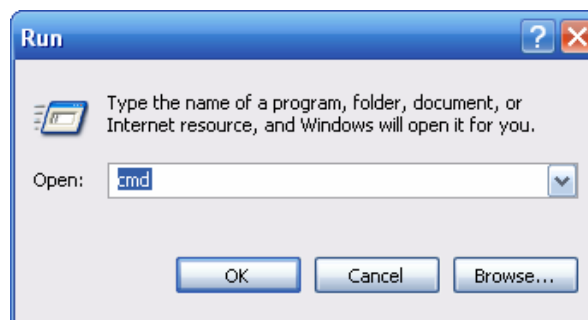 Run
Type the name of a program, folder, document, or
Internet resource, and Windows will open it for you.
Open: cmd
OK Cancel Browse...